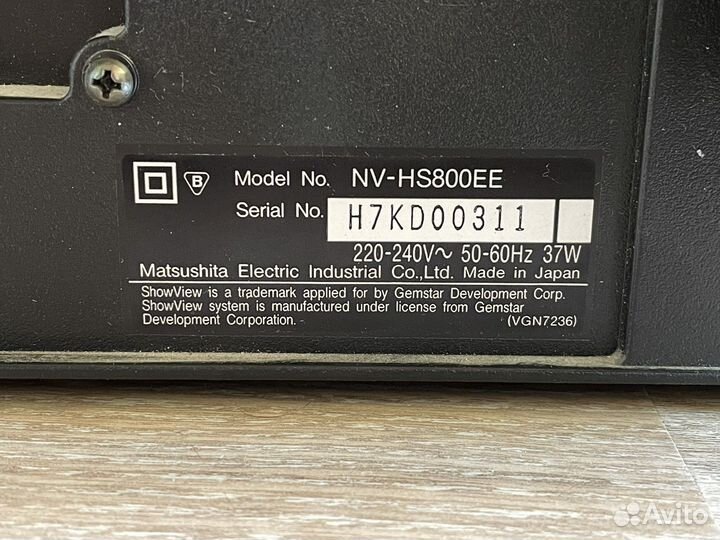 B Model No. NV-HS800EE
Serial No. H7KD00311
220-240V~ 50-60Hz 37W
Matsushita Electric Industrial Co.,Ltd. Made in Japan
ShowView is a trademark applied for by Gemstar Development Corp.
ShowView system is manufactured under license from Gemstar
Development Corporation. (VGN7236)
Avito